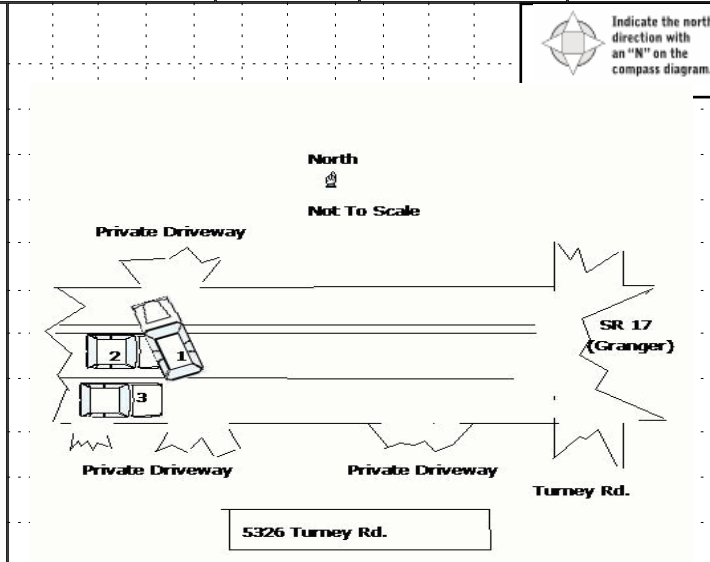 Indicate the north
direction with
an “N” on the
compass diagram.
North
Not To Scale
Private Driveway
SR 17
(Granger)
2
1
3
Private Driveway
Private Driveway
Turney Rd.
5326 Turney Rd.